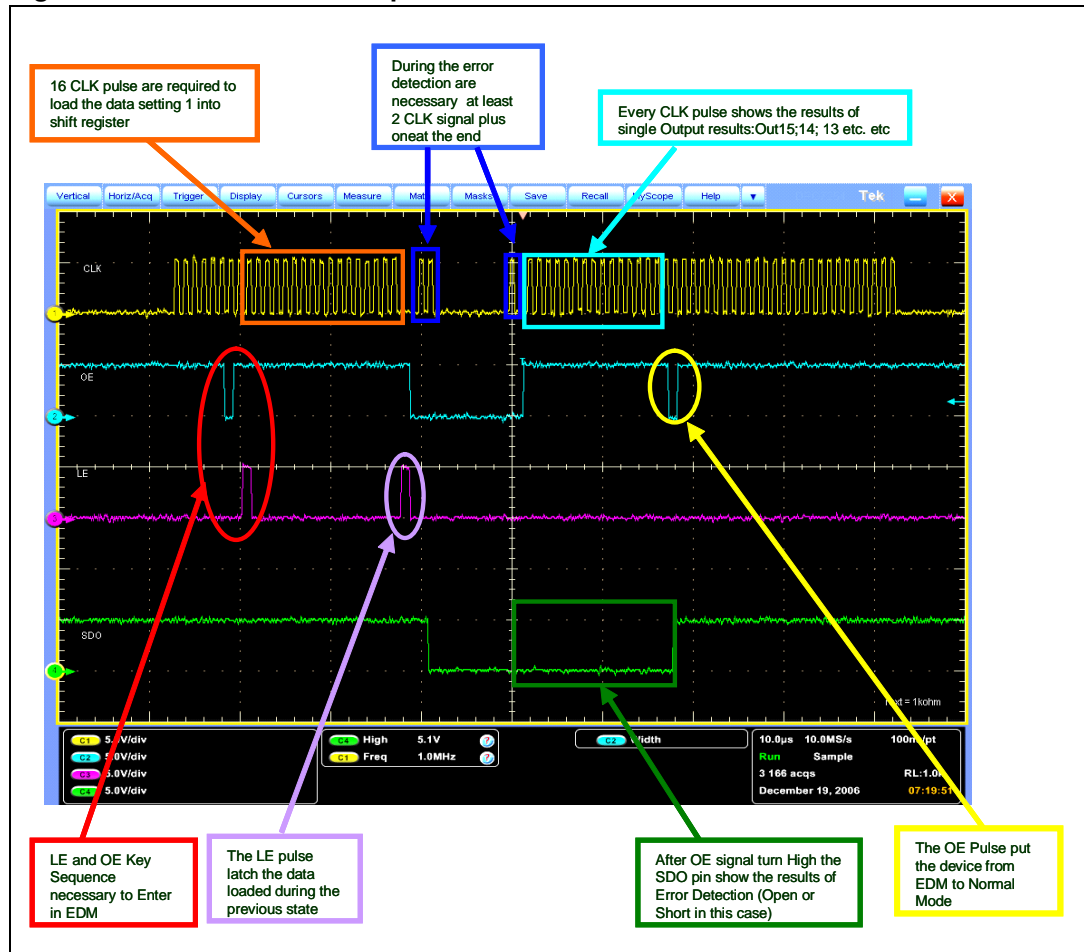 16 CLK pulse are required to
load the data setting 1 into
shift register
During the error
detection are
necessary at least
2 CLK signal plus
oneat the end
Every CLK pulse shows the results of
single Output results:Out15;14; 13 etc. etc
Vertical Horiz/Acq Trigger Display Cursors Measure Masks Save Recall Help
Tek X
CLK
1
T
OE
2
LE
3
SDO
= 1kohm
C1 5.0V/div
C2 5.0V/div
C3 5.0V/div
C4 5.0V/div
C4 High 5.1V ?
C1 Freq 1.0MHz ?
C2 Width
10.0µs 10.0MS/s
Run Sample
3 166 acqs
December 19, 2006 07:19:51
LE and OE Key
Sequence
necessary to Enter
in EDM
The LE pulse
latch the data
loaded during the
previous state
After OE signal turn High the
SDO pin show the results of
Error Detection (Open or
Short in this case)
The OE Pulse put
the device from
EDM to Normal
Mode